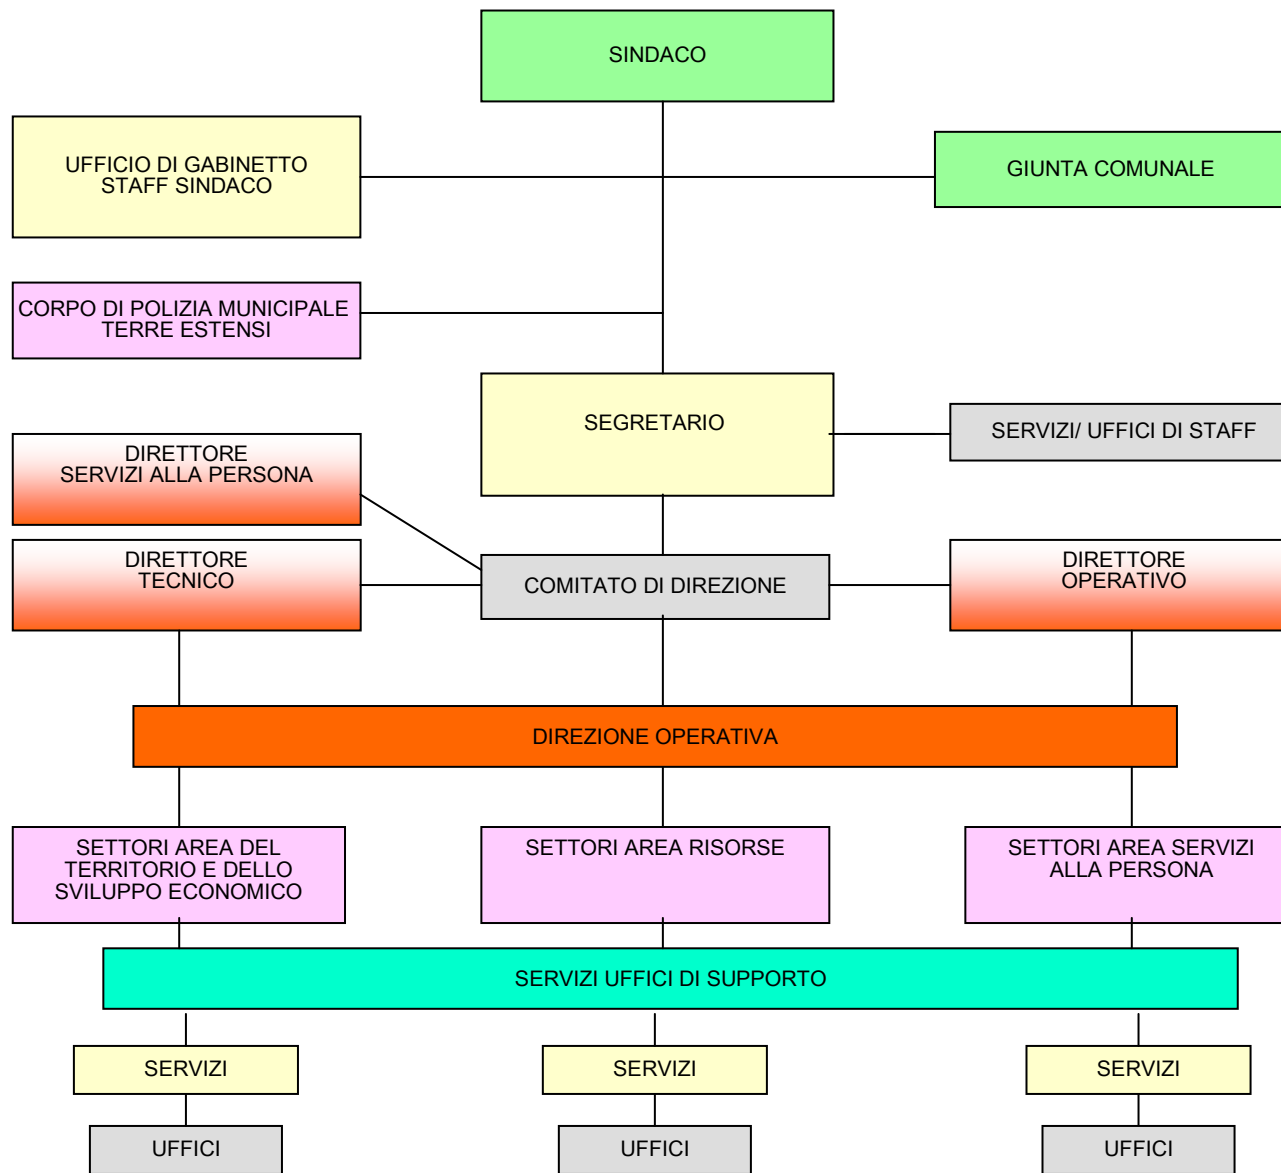 SINDACO
UFFICIO DI GABINETTO
STAFF SINDACO
GIUNTA COMUNALE
CORPO DI POLIZIA MUNICIPALE
TERRE ESTENSI
SEGRETARIO
SERVIZI/ UFFICI DI STAFF
DIRETTORE
SERVIZI ALLA PERSONA
DIRETTORE
TECNICO
COMITATO DI DIREZIONE
DIRETTORE
OPERATIVO
DIREZIONE OPERATIVA
SETTORI AREA DEL
TERRITORIO E DELLO
SVILUPPO ECONOMICO
SETTORI AREA RISORSE
SETTORI AREA SERVIZI
ALLA PERSONA
SERVIZI UFFICI DI SUPPORTO
SERVIZI
SERVIZI
SERVIZI
UFFICI
UFFICI
UFFICI